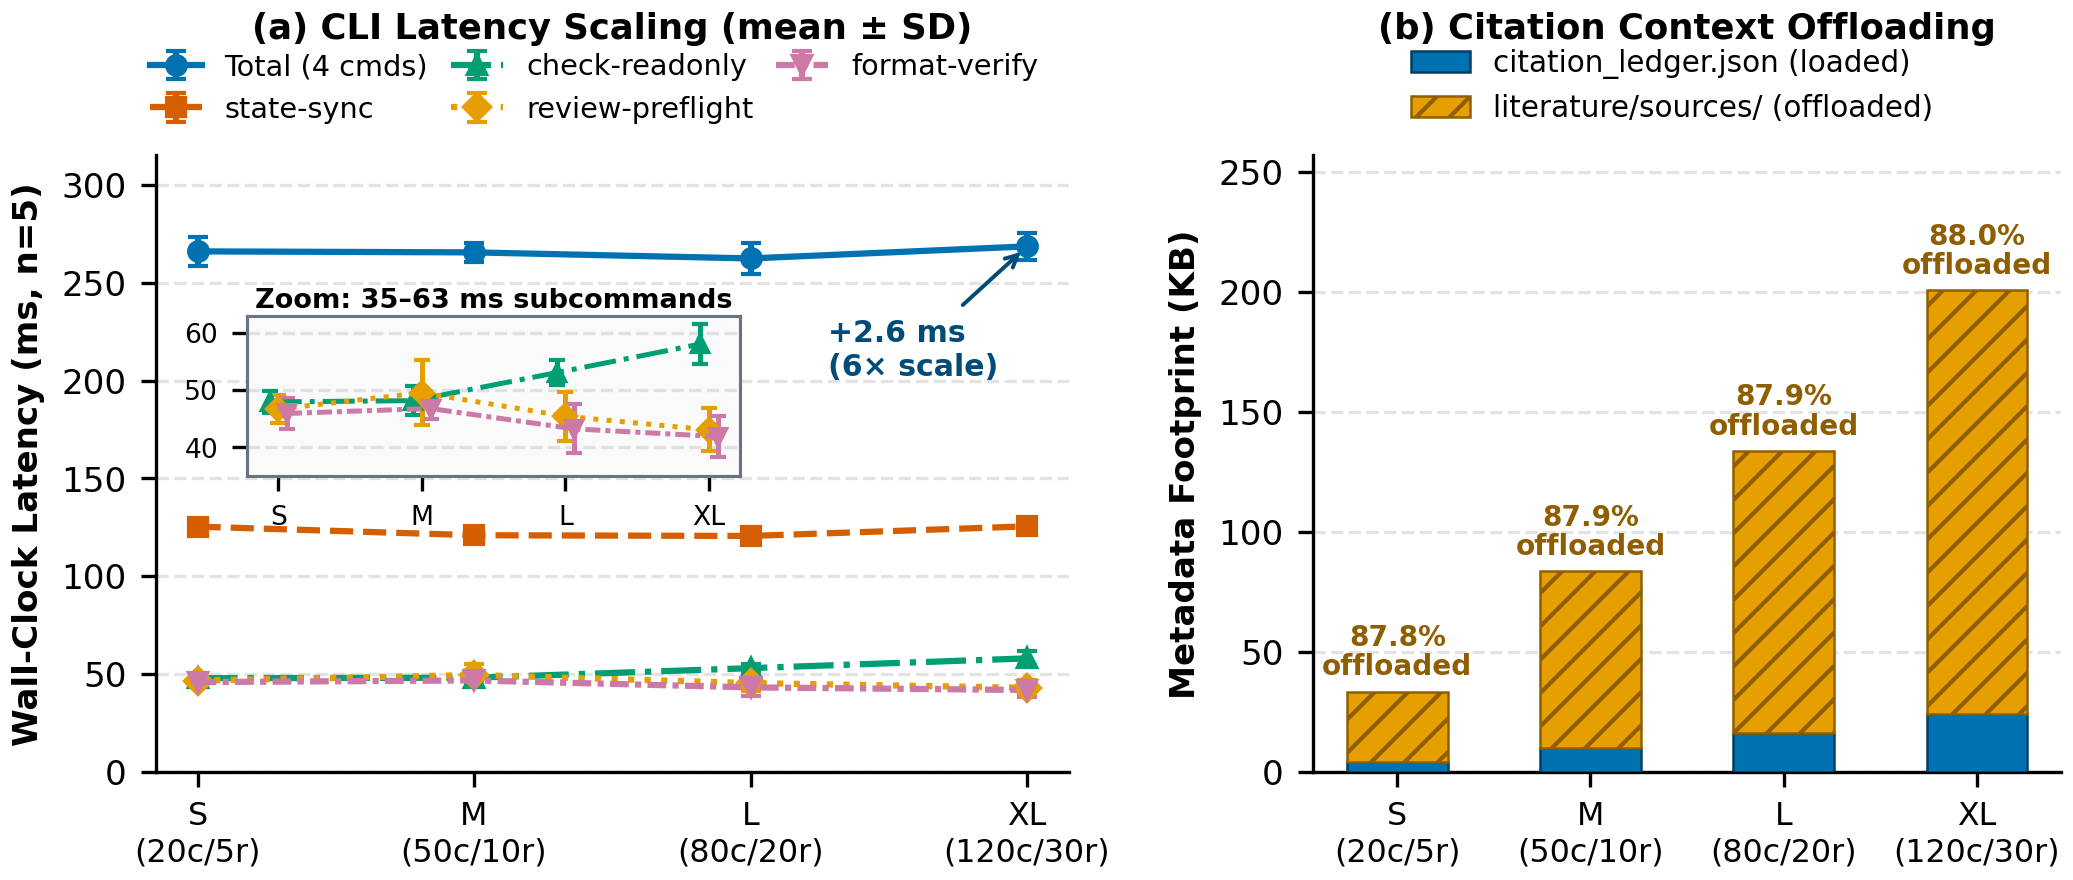 (a) CLI Latency Scaling (mean ± SD)
Total (4 cmds)
state-sync
check-readonly
review-preflight
format-verify
Wall-Clock Latency (ms, n=5)
300
250
200
150
100
50
0
Zoom: 35–63 ms subcommands
60
50
40
S
M
L
XL
+2.6 ms
(6× scale)
S
(20c/5r)
M
(50c/10r)
L
(80c/20r)
XL
(120c/30r)
(b) Citation Context Offloading
citation_ledger.json (loaded)
literature/sources/ (offloaded)
Metadata Footprint (KB)
250
200
150
100
50
0
87.8%
offloaded
87.9%
offloaded
87.9%
offloaded
88.0%
offloaded
S
(20c/5r)
M
(50c/10r)
L
(80c/20r)
XL
(120c/30r)